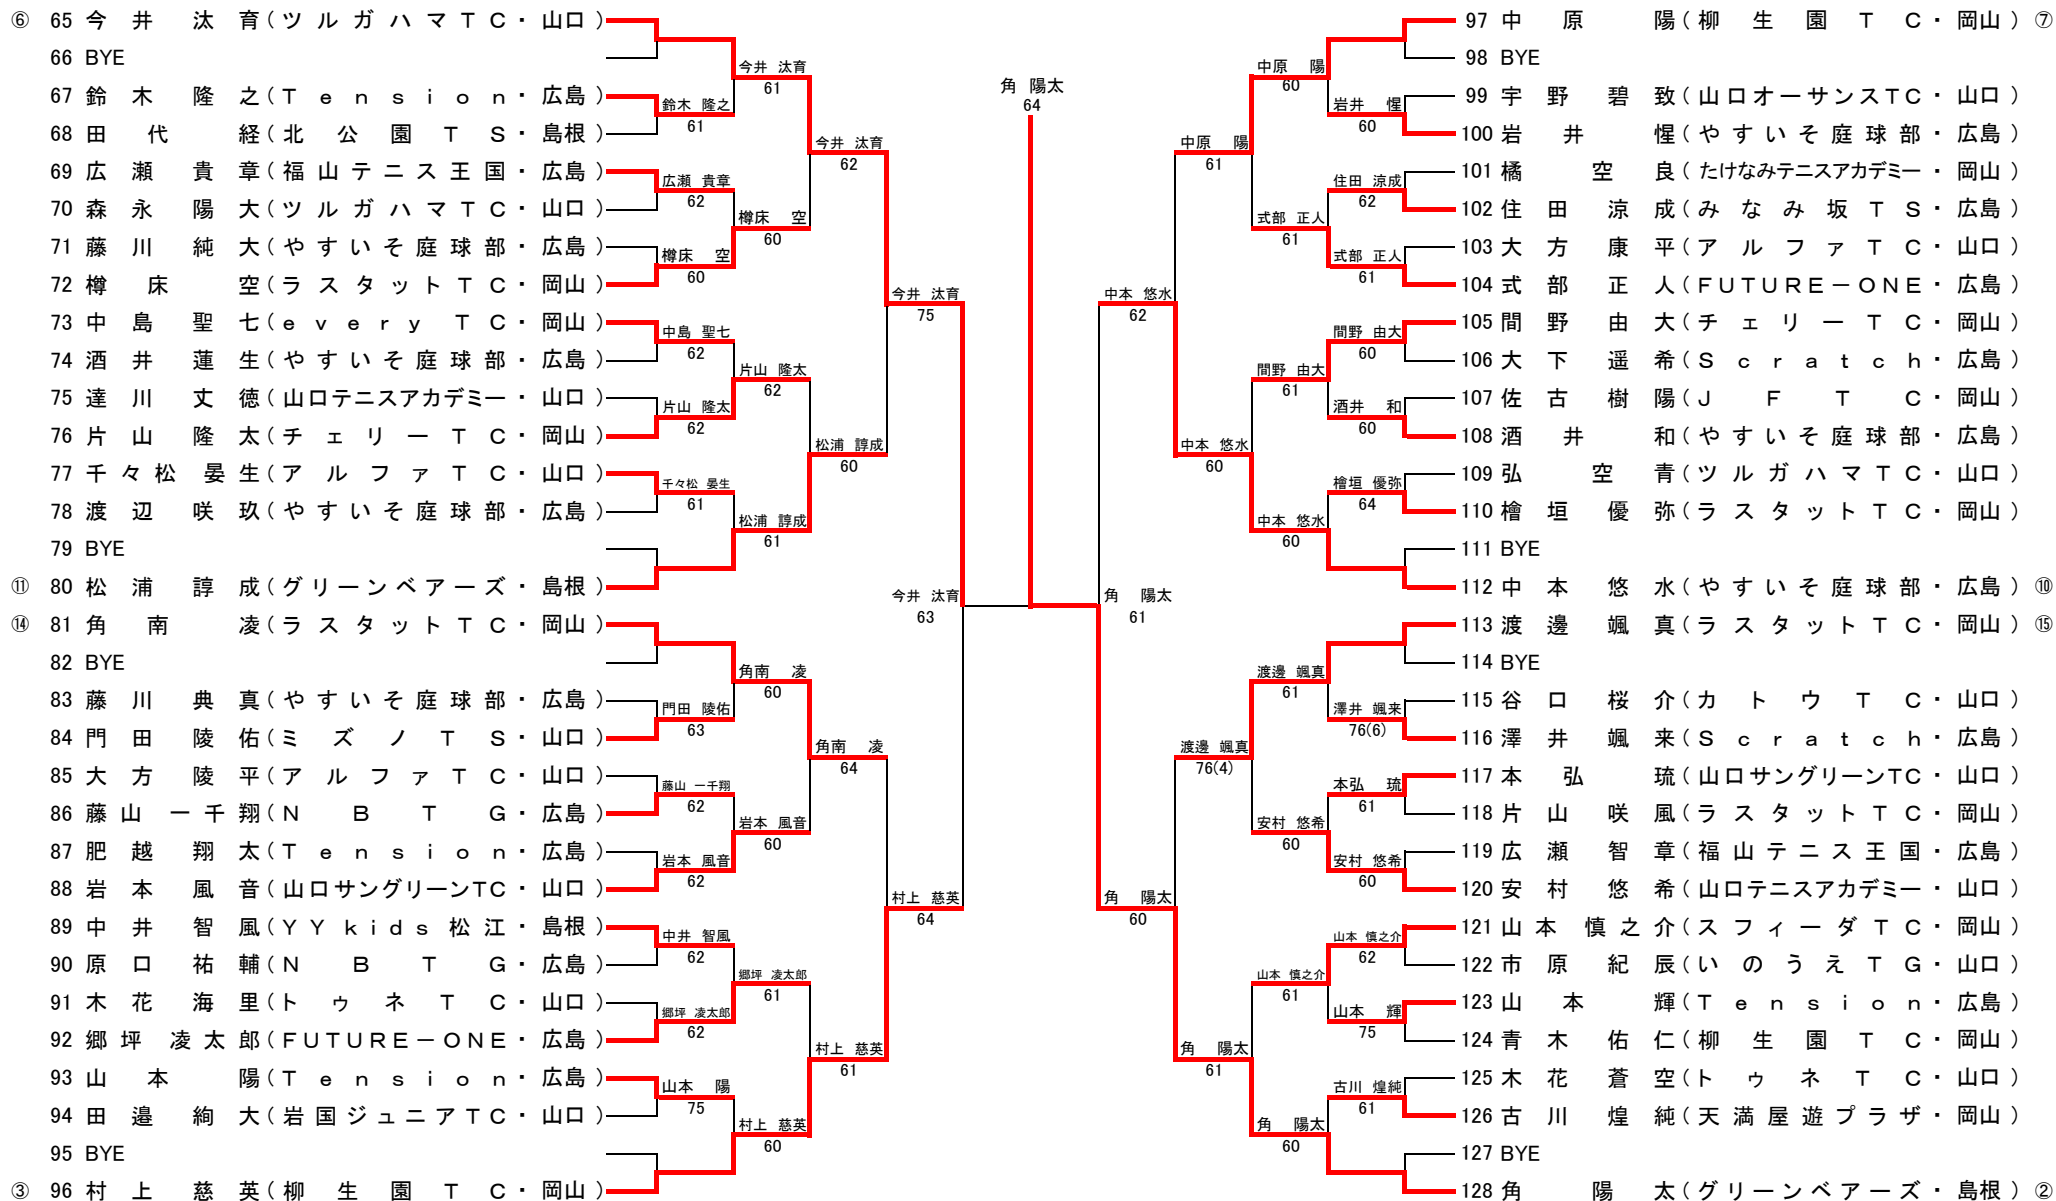 ⑥ 65 今井 汰育 (ツルガハマTC・山口)
66 BYE
67 鈴木 隆之 (Tension・広島)
68 田代 経 (北公園TS・島根)
69 広瀬 貴章 (福山テニス王国・広島)
70 森永 陽大 (ツルガハマTC・山口)
71 藤川 純大 (やすいそ庭球部・広島)
72 樽床 空 (ラスタットTC・岡山)
73 中島 聖七 (every TC・岡山)
74 酒井 蓮生 (やすいそ庭球部・広島)
75 達川 丈徳 (山口テニスアカデミー・山口)
76 片山 隆太 (チェリーTC・岡山)
77 千々松 晏生 (アルファTC・山口)
78 渡辺 咲玖 (やすいそ庭球部・広島)
79 BYE
⑪ 80 松浦 諄成 (グリーンベアーズ・島根)
⑭ 81 角南 凌 (ラスタットTC・岡山)
82 BYE
83 藤川 典真 (やすいそ庭球部・広島)
84 門田 陵佑 (ミズノTS・山口)
85 大方 陵平 (アルファTC・山口)
86 藤山 一千翔 (NBTG・広島)
87 肥越 翔太 (Tension・広島)
88 岩本 風音 (山口サングリーンTC・山口)
89 中井 智風 (YYkids松江・島根)
90 原口 祐輔 (NBTG・広島)
91 木花 海里 (トゥネTC・山口)
92 郷坪 凌太郎 (FUTURE－ONE・広島)
93 山本 陽 (Tension・広島)
94 田邉 絢大 (岩国ジュニアTC・山口)
95 BYE
③ 96 村上 慈英 (柳生園TC・岡山)
鈴木 隆之
61
広瀬 貴章
62
樽床 空
60
中島 聖七
62
片山 隆太
62
千々松 晏生
61
門田 陵佑
63
藤山 一千翔
62
岩本 風音
62
中井 智風
62
郷坪 凌太郎
62
山本 陽
75
今井 汰育
61
樽床 空
60
片山 隆太
62
松浦 諄成
61
角南 凌
60
岩本 風音
60
郷坪 凌太郎
61
村上 慈英
60
今井 汰育
62
松浦 諄成
60
角南 凌
64
村上 慈英
61
今井 汰育
75
村上 慈英
64
今井 汰育
63
角 陽太
64
角 陽太
61
中本 悠水
62
角 陽太
60
中原 陽
61
中本 悠水
60
渡邊 颯真
76(4)
角 陽太
61
中原 陽
60
式部 正人
61
間野 由大
61
中本 悠水
60
渡邊 颯真
61
安村 悠希
60
山本 慎之介
61
角 陽太
60
岩井 惺
60
住田 涼成
62
式部 正人
61
間野 由大
60
酒井 和
60
檜垣 優弥
64
澤井 颯来
76(6)
本弘 琉
61
安村 悠希
60
山本 慎之介
62
山本 輝
75
古川 煌純
61
97 中原 陽 (柳生園TC・岡山) ⑦
98 BYE
99 宇野 碧致 (山口オーサンスTC・山口)
100 岩井 惺 (やすいそ庭球部・広島)
101 橘 空良 (たけなみテニスアカデミー・岡山)
102 住田 涼成 (みなみ坂TS・広島)
103 大方 康平 (アルファTC・山口)
104 式部 正人 (FUTURE－ONE・広島)
105 間野 由大 (チェリーTC・岡山)
106 大下 遥希 (Scratch・広島)
107 佐古 樹陽 (JFTC・岡山)
108 酒井 和 (やすいそ庭球部・広島)
109 弘 空青 (ツルガハマTC・山口)
110 檜垣 優弥 (ラスタットTC・岡山)
111 BYE
112 中本 悠水 (やすいそ庭球部・広島) ⑩
113 渡邊 颯真 (ラスタットTC・岡山) ⑮
114 BYE
115 谷口 桜介 (カトウTC・山口)
116 澤井 颯来 (Scratch・広島)
117 本弘 琉 (山口サングリーンTC・山口)
118 片山 咲風 (ラスタットTC・岡山)
119 広瀬 智章 (福山テニス王国・広島)
120 安村 悠希 (山口テニスアカデミー・山口)
121 山本 慎之介 (スフィーダTC・岡山)
122 市原 紀辰 (いのうえTG・山口)
123 山本 輝 (Tension・広島)
124 青木 佑仁 (柳生園TC・岡山)
125 木花 蒼空 (トゥネTC・山口)
126 古川 煌純 (天満屋遊プラザ・岡山)
127 BYE
128 角 陽太 (グリーンベアーズ・島根) ②